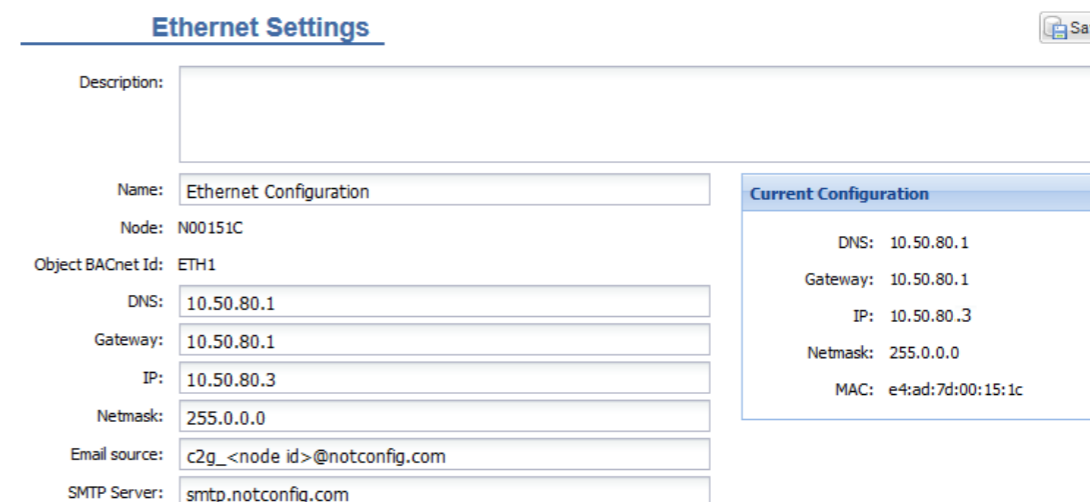 Ethernet Settings
Description:
Name: Ethernet Configuration
Node: N00151C
Object BACnet Id: ETH1
DNS: 10.50.80.1
Gateway: 10.50.80.1
IP: 10.50.80.3
Netmask: 255.0.0.0
Email source: c2g_<node id>@notconfig.com
SMTP Server: smtp.notconfig.com
Sa
Current Configuration
DNS: 10.50.80.1
Gateway: 10.50.80.1
IP: 10.50.80.3
Netmask: 255.0.0.0
MAC: e4:ad:7d:00:15:1c